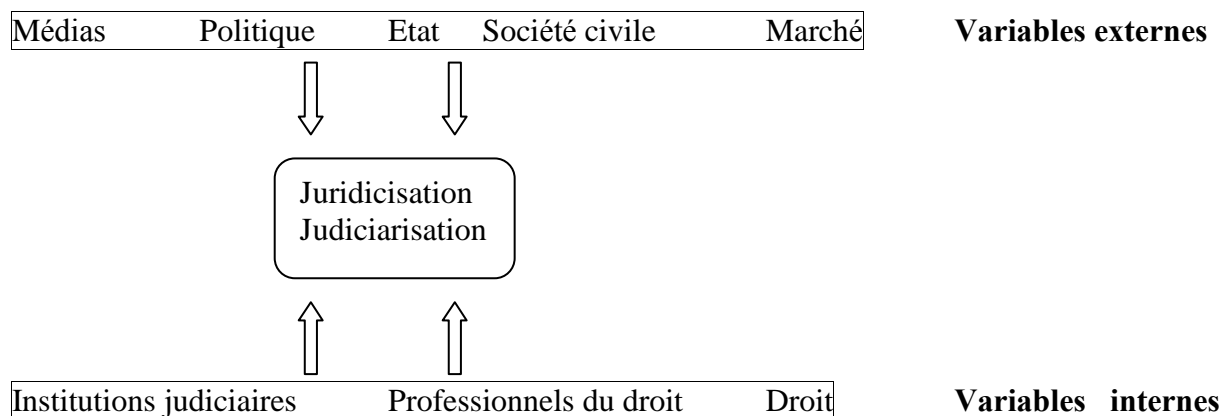 Médias Politique Etat Société civile Marché Variables externes
Juridicisation
Judiciarisation
Institutions judiciaires Professionnels du droit Droit Variables internes